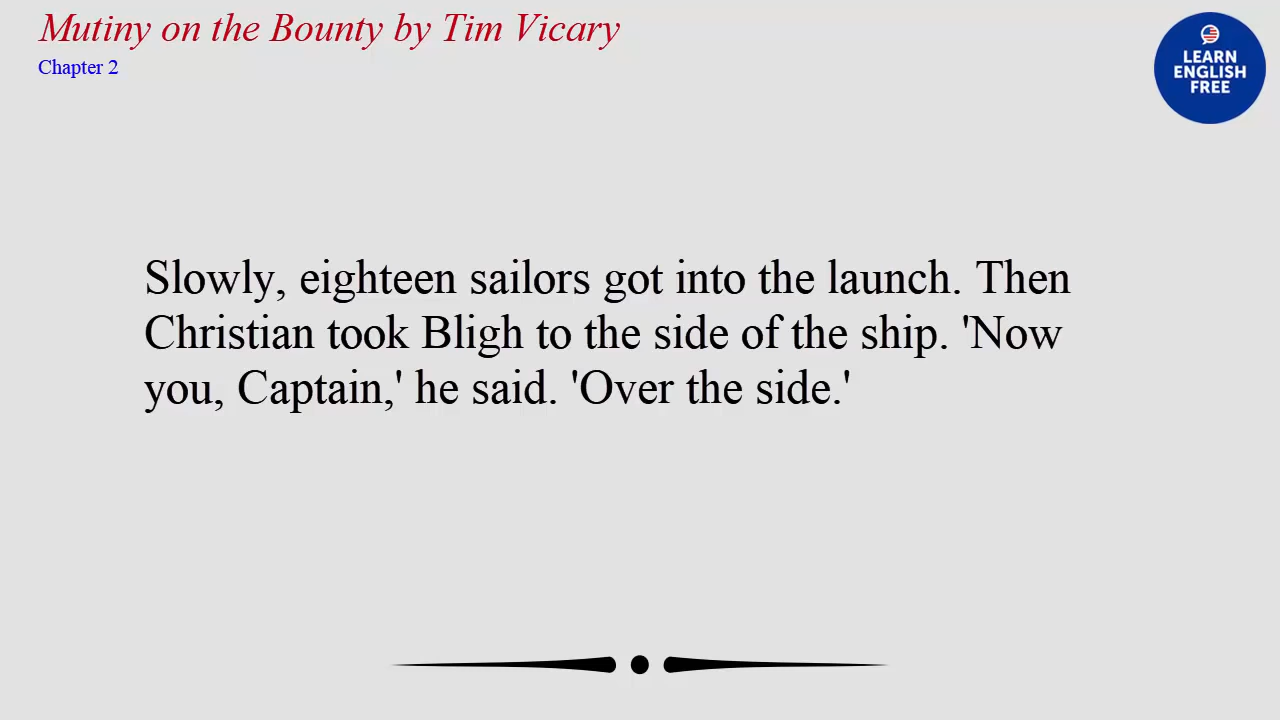 Mutiny on the Bounty by Tim Vicary
Chapter 2
LEARN
ENGLISH
FREE
Slowly, eighteen sailors got into the launch. Then
Christian took Bligh to the side of the ship. 'Now
you, Captain,' he said. 'Over the side.'